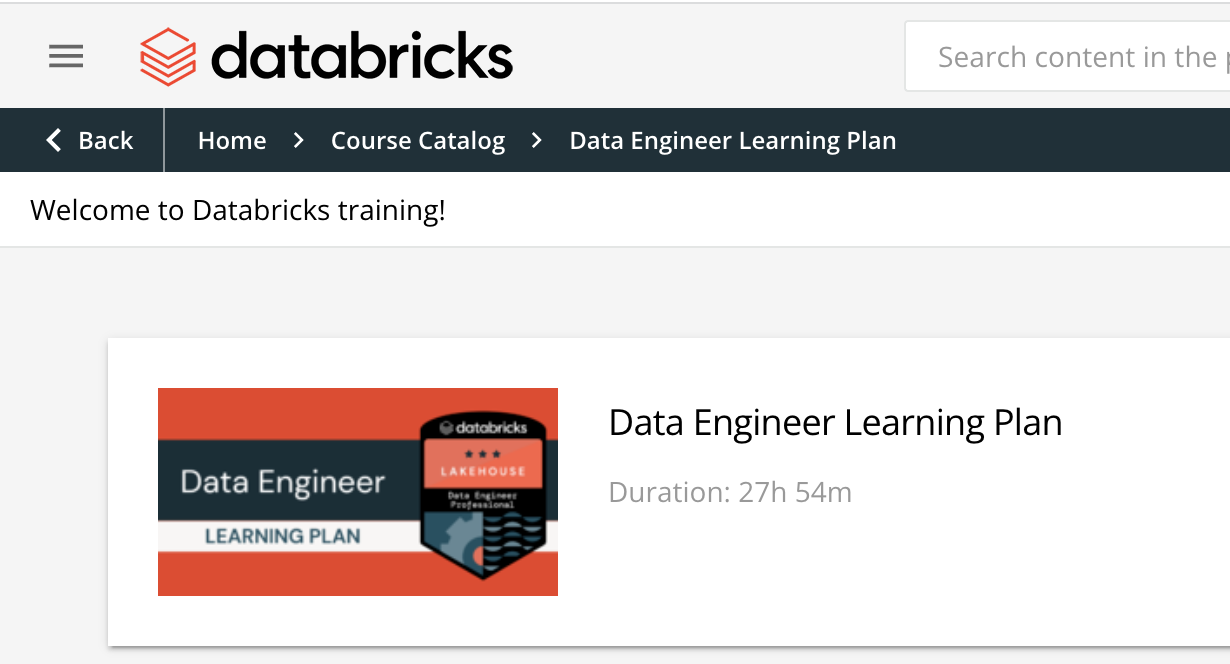 databricks
Search content in the
Back
Home
Course Catalog
Data Engineer Learning Plan
Welcome to Databricks training!
databricks
LAKEHOUSE
Data Engineer
Professional
Data Engineer
LEARNING PLAN
Data Engineer Learning Plan
Duration: 27h 54m